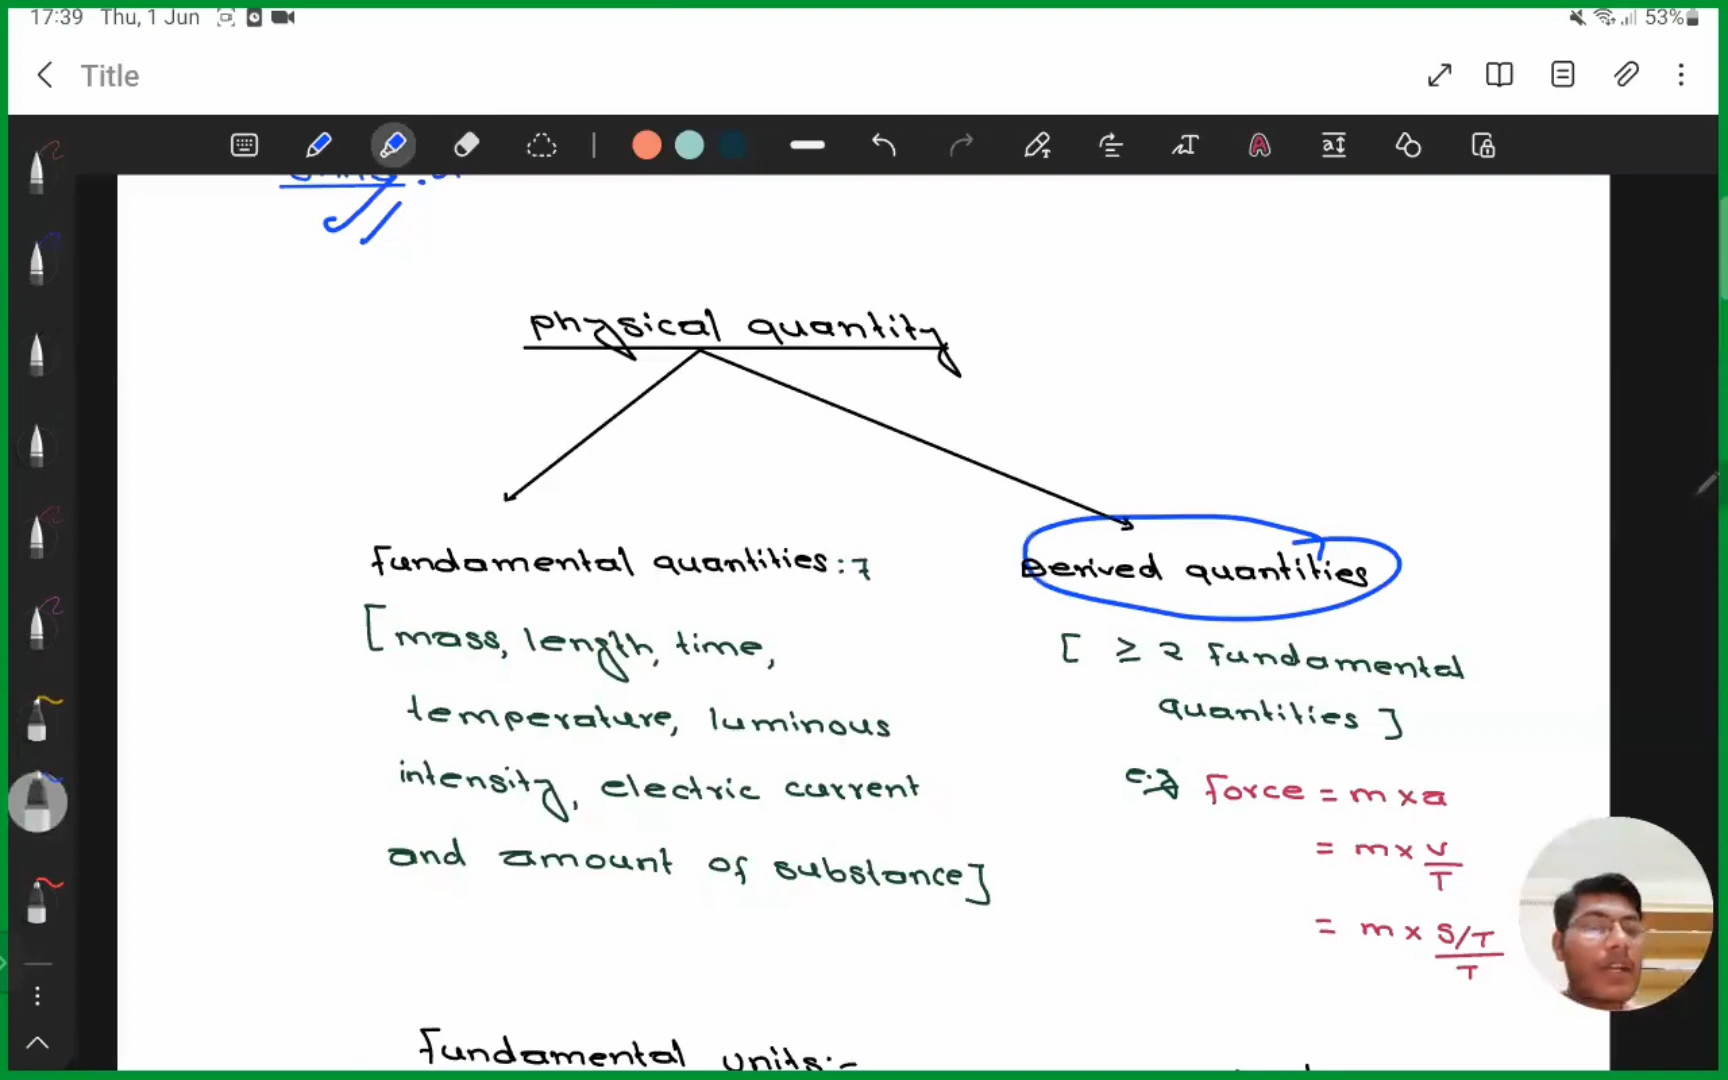 17:39 Thu, 1 Jun
53%
Title
physical quantity
fundamental quantities:7
[mass, length, time,
temperature, luminous
intensity, electric current
and amount of substance]
Derived quantities
[ ≥ 2 fundamental
quantities ]
e.g force = m x a
= m x V/T
= m x S/T/T
fundamental units:-